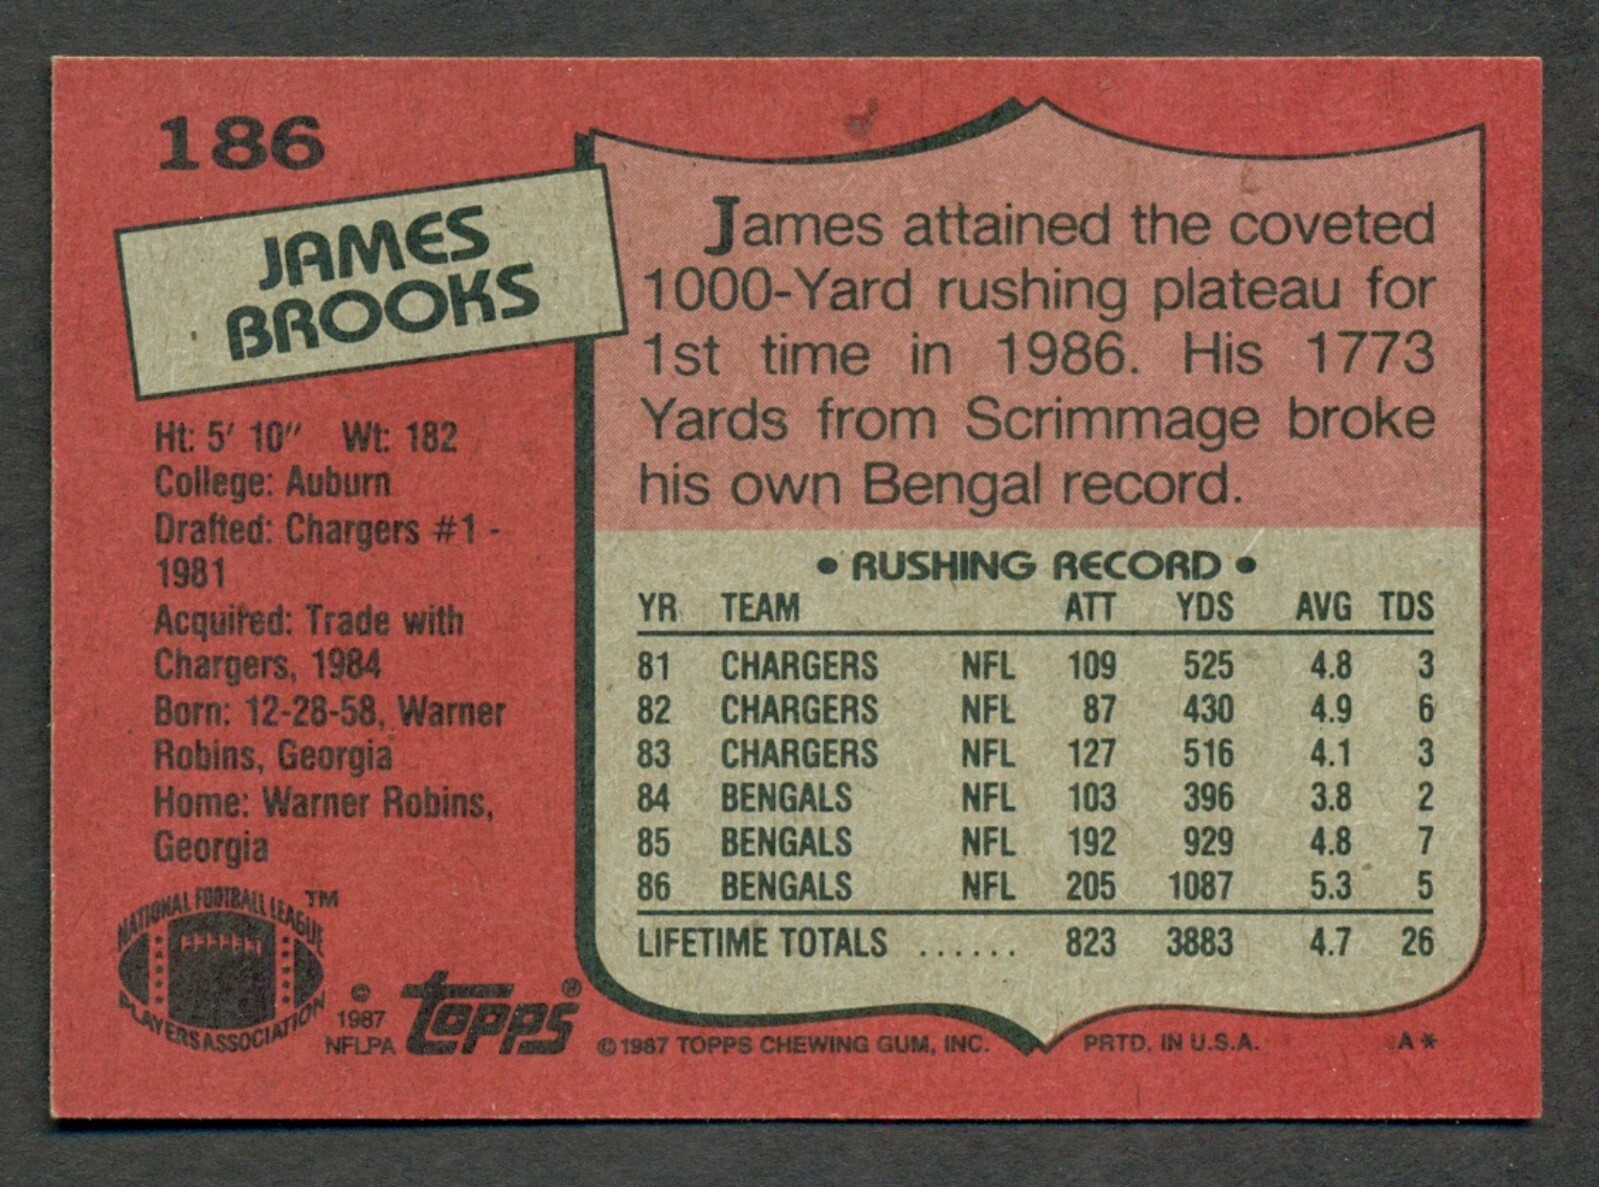 186
JAMES
BROOKS
Ht: 5' 10" Wt: 182
College: Auburn
Drafted: Chargers #1 -
1981
Acquired: Trade with
Chargers, 1984
Born: 12-28-58, Warner
Robins, Georgia
Home: Warner Robins,
Georgia
NATIONAL FOOTBALL LEAGUE ™
PLAYERS ASSOCIATION
©
1987
NFLPA
topps®
James attained the coveted
1000-Yard rushing plateau for
1st time in 1986. His 1773
Yards from Scrimmage broke
his own Bengal record.
• RUSHING RECORD •
YR TEAM ATT YDS AVG TDS
81 CHARGERS NFL 109 525 4.8 3
82 CHARGERS NFL 87 430 4.9 6
83 CHARGERS NFL 127 516 4.1 3
84 BENGALS NFL 103 396 3.8 2
85 BENGALS NFL 192 929 4.8 7
86 BENGALS NFL 205 1087 5.3 5
LIFETIME TOTALS ...... 823 3883 4.7 26
©1987 TOPPS CHEWING GUM, INC. PRTD. IN U.S.A. A*